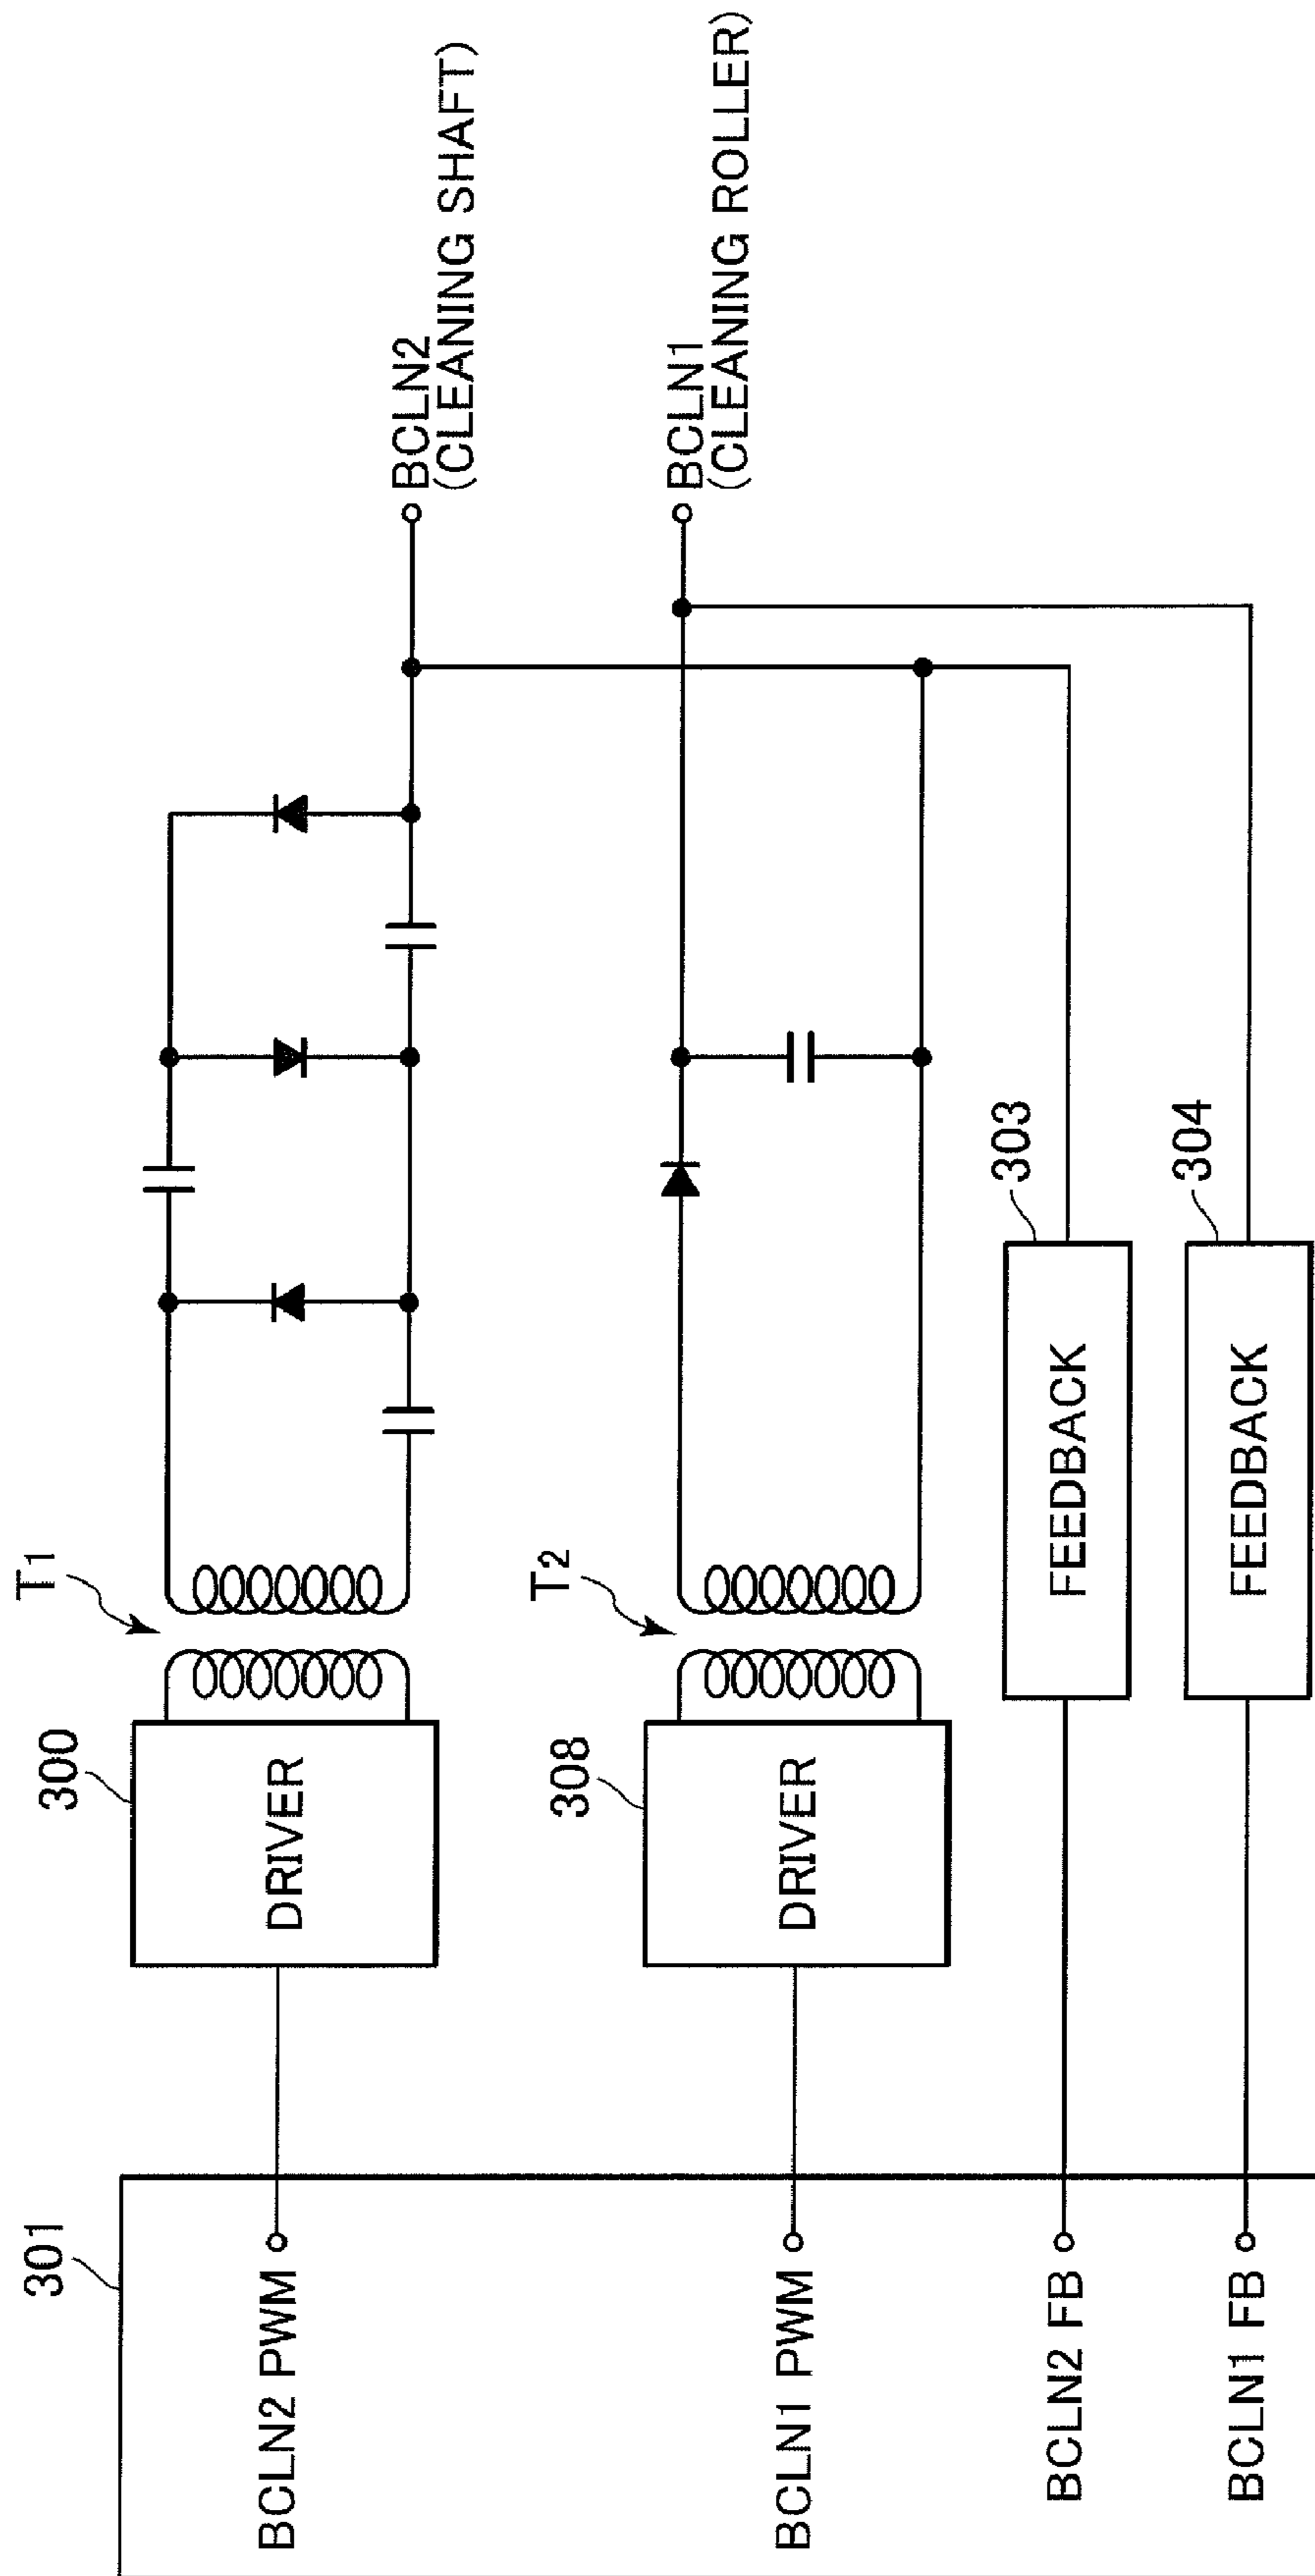 301
BCLN2 PWM
BCLN1 PWM
BCLN2 FB
BCLN1 FB
300
DRIVER
T1
308
DRIVER
T2
303
FEEDBACK
304
FEEDBACK
BCLN2
(CLEANING SHAFT)
BCLN1
(CLEANING ROLLER)